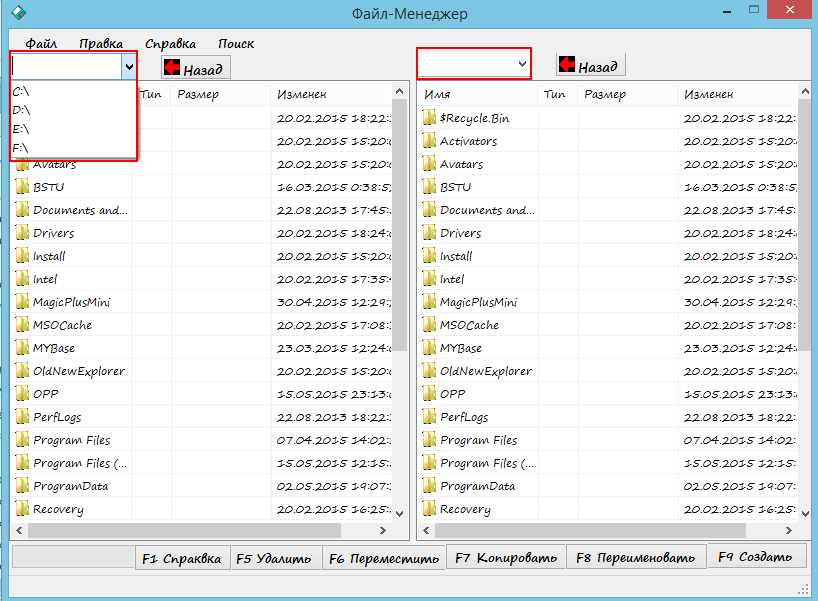 Файл-Менеджер
Файл Правка Справка Поиск
Назад Назад
C:\
D:\
E:\
F:\
Тип Размер Изменен
20.02.2015 18:22:
20.02.2015 15:20:
Avatars 20.02.2015 15:20:
BSTU 16.03.2015 0:38:5
Documents and... 22.08.2013 17:45:
Drivers 20.02.2015 18:24:
Install 20.02.2015 15:20:
Intel 20.02.2015 17:35:
MagicPlusMini 30.04.2015 12:29:
MSOCache 20.02.2015 17:08:
MYBase 23.03.2015 12:24:
OldNewExplorer 20.02.2015 15:20:
OPP 15.05.2015 23:13:
PerfLogs 22.08.2013 18:22:
Program Files 07.04.2015 14:02:
Program Files (... 15.05.2015 12:15:
ProgramData 02.05.2015 19:07:
Recovery 20.02.2015 16:25:
Имя Тип Размер Изменен
$Recycle.Bin 20.02.2015 18:22:
Activators 20.02.2015 15:20:
Avatars 20.02.2015 15:20:
BSTU 16.03.2015 0:38:5
Documents and... 22.08.2013 17:45:
Drivers 20.02.2015 18:24:
Install 20.02.2015 15:20:
Intel 20.02.2015 17:35:
MagicPlusMini 30.04.2015 12:29:
MSOCache 20.02.2015 17:08:
MYBase 23.03.2015 12:24:
OldNewExplorer 20.02.2015 15:20:
OPP 15.05.2015 23:13:
PerfLogs 22.08.2013 18:22:
Program Files 07.04.2015 14:02:
Program Files (... 15.05.2015 12:15:
ProgramData 02.05.2015 19:07:
Recovery 20.02.2015 16:25:
F1 Спраквка F5 Удалить F6 Переместить F7 Копировать F8 Переименовать F9 Создать